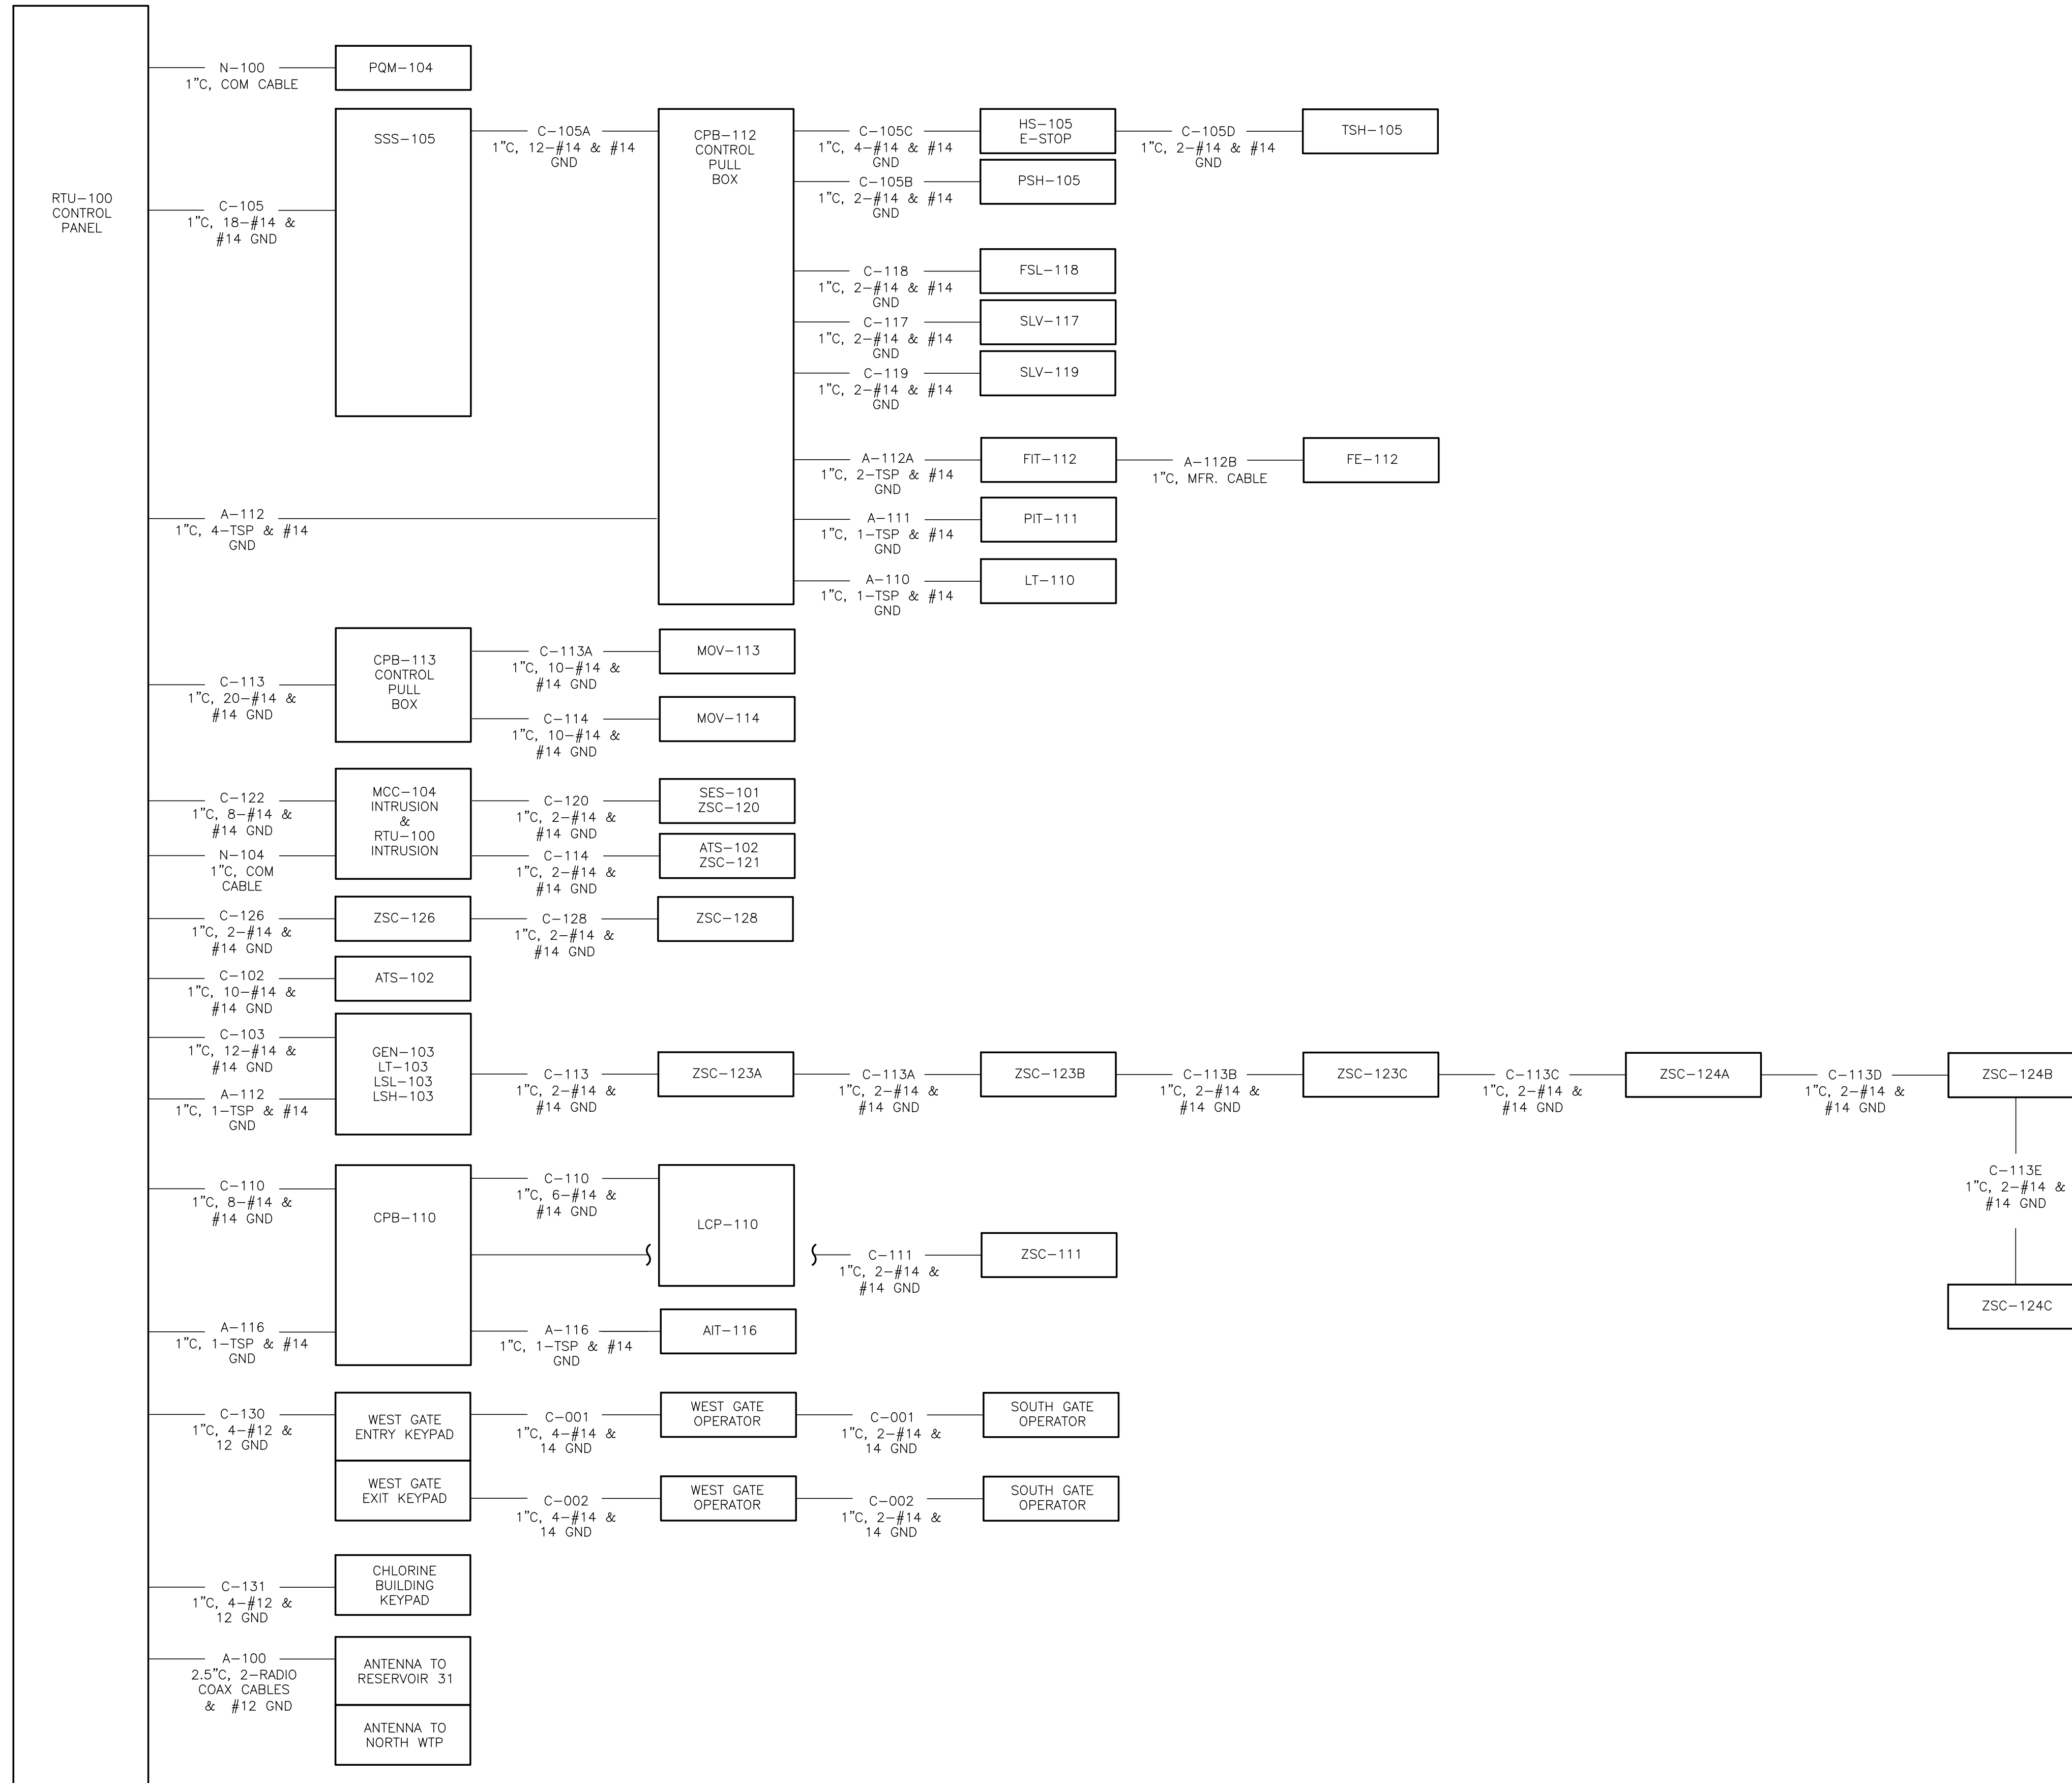 RTU-100
CONTROL
PANEL
N-100
1"C, COM CABLE
PQM-104
C-105
1"C, 18-#14 &
#14 GND
SSS-105
C-105A
1"C, 12-#14 & #14
GND
CPB-112
CONTROL
PULL
BOX
C-105C
1"C, 4-#14 & #14
GND
HS-105
E-STOP
C-105D
1"C, 2-#14 & #14
GND
TSH-105
C-105B
1"C, 2-#14 & #14
GND
PSH-105
C-118
1"C, 2-#14 & #14
GND
FSL-118
C-117
1"C, 2-#14 & #14
GND
SLV-117
C-119
1"C, 2-#14 & #14
GND
SLV-119
A-112A
1"C, 2-TSP & #14
GND
FIT-112
A-112B
1"C, MFR. CABLE
FE-112
A-112
1"C, 4-TSP & #14
GND
A-111
1"C, 1-TSP & #14
GND
PIT-111
A-110
1"C, 1-TSP & #14
GND
LT-110
C-113
1"C, 20-#14 &
#14 GND
CPB-113
CONTROL
PULL
BOX
C-113A
1"C, 10-#14 &
#14 GND
MOV-113
C-114
1"C, 10-#14 &
#14 GND
MOV-114
C-122
1"C, 8-#14 &
#14 GND
N-104
1"C, COM
CABLE
MCC-104
INTRUSION
&
RTU-100
INTRUSION
C-120
1"C, 2-#14 &
#14 GND
SES-101
ZSC-120
C-114
1"C, 2-#14 &
#14 GND
ATS-102
ZSC-121
C-126
1"C, 2-#14 &
#14 GND
ZSC-126
C-128
1"C, 2-#14 &
#14 GND
ZSC-128
C-102
1"C, 10-#14 &
#14 GND
ATS-102
C-103
1"C, 12-#14 &
#14 GND
A-112
1"C, 1-TSP & #14
GND
GEN-103
LT-103
LSL-103
LSH-103
C-113
1"C, 2-#14 &
#14 GND
ZSC-123A
C-113A
1"C, 2-#14 &
#14 GND
ZSC-123B
C-113B
1"C, 2-#14 &
#14 GND
ZSC-123C
C-113C
1"C, 2-#14 &
#14 GND
ZSC-124A
C-113D
1"C, 2-#14 &
#14 GND
ZSC-124B
C-113E
1"C, 2-#14 &
#14 GND
ZSC-124C
C-110
1"C, 8-#14 &
#14 GND
CPB-110
C-110
1"C, 6-#14 &
#14 GND
LCP-110
C-111
1"C, 2-#14 &
#14 GND
ZSC-111
A-116
1"C, 1-TSP & #14
GND
A-116
1"C, 1-TSP & #14
GND
AIT-116
C-130
1"C, 4-#12 &
12 GND
WEST GATE
ENTRY KEYPAD
C-001
1"C, 4-#14 &
14 GND
WEST GATE
OPERATOR
C-001
1"C, 2-#14 &
14 GND
SOUTH GATE
OPERATOR
WEST GATE
EXIT KEYPAD
C-002
1"C, 4-#14 &
14 GND
WEST GATE
OPERATOR
C-002
1"C, 2-#14 &
14 GND
SOUTH GATE
OPERATOR
C-131
1"C, 4-#12 &
12 GND
CHLORINE
BUILDING
KEYPAD
A-100
2.5"C, 2-RADIO
COAX CABLES
& #12 GND
ANTENNA TO
RESERVOIR 31
ANTENNA TO
NORTH WTP